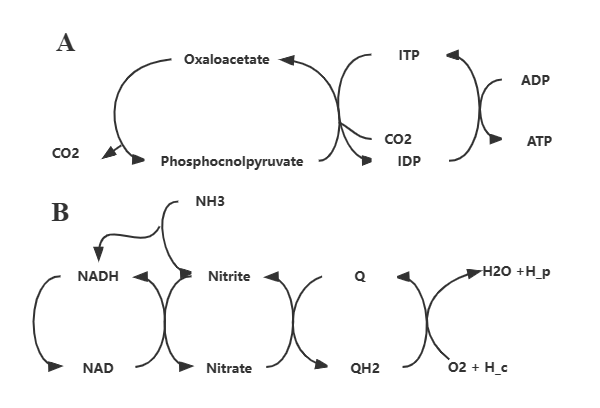 A
Oxaloacetate
ITP
ADP
CO2
CO2
ATP
Phosphocnolpyruvate
IDP
B
NH3
NADH
Nitrite
Q
H2O +H_p
NAD
Nitrate
QH2
O2 + H_c